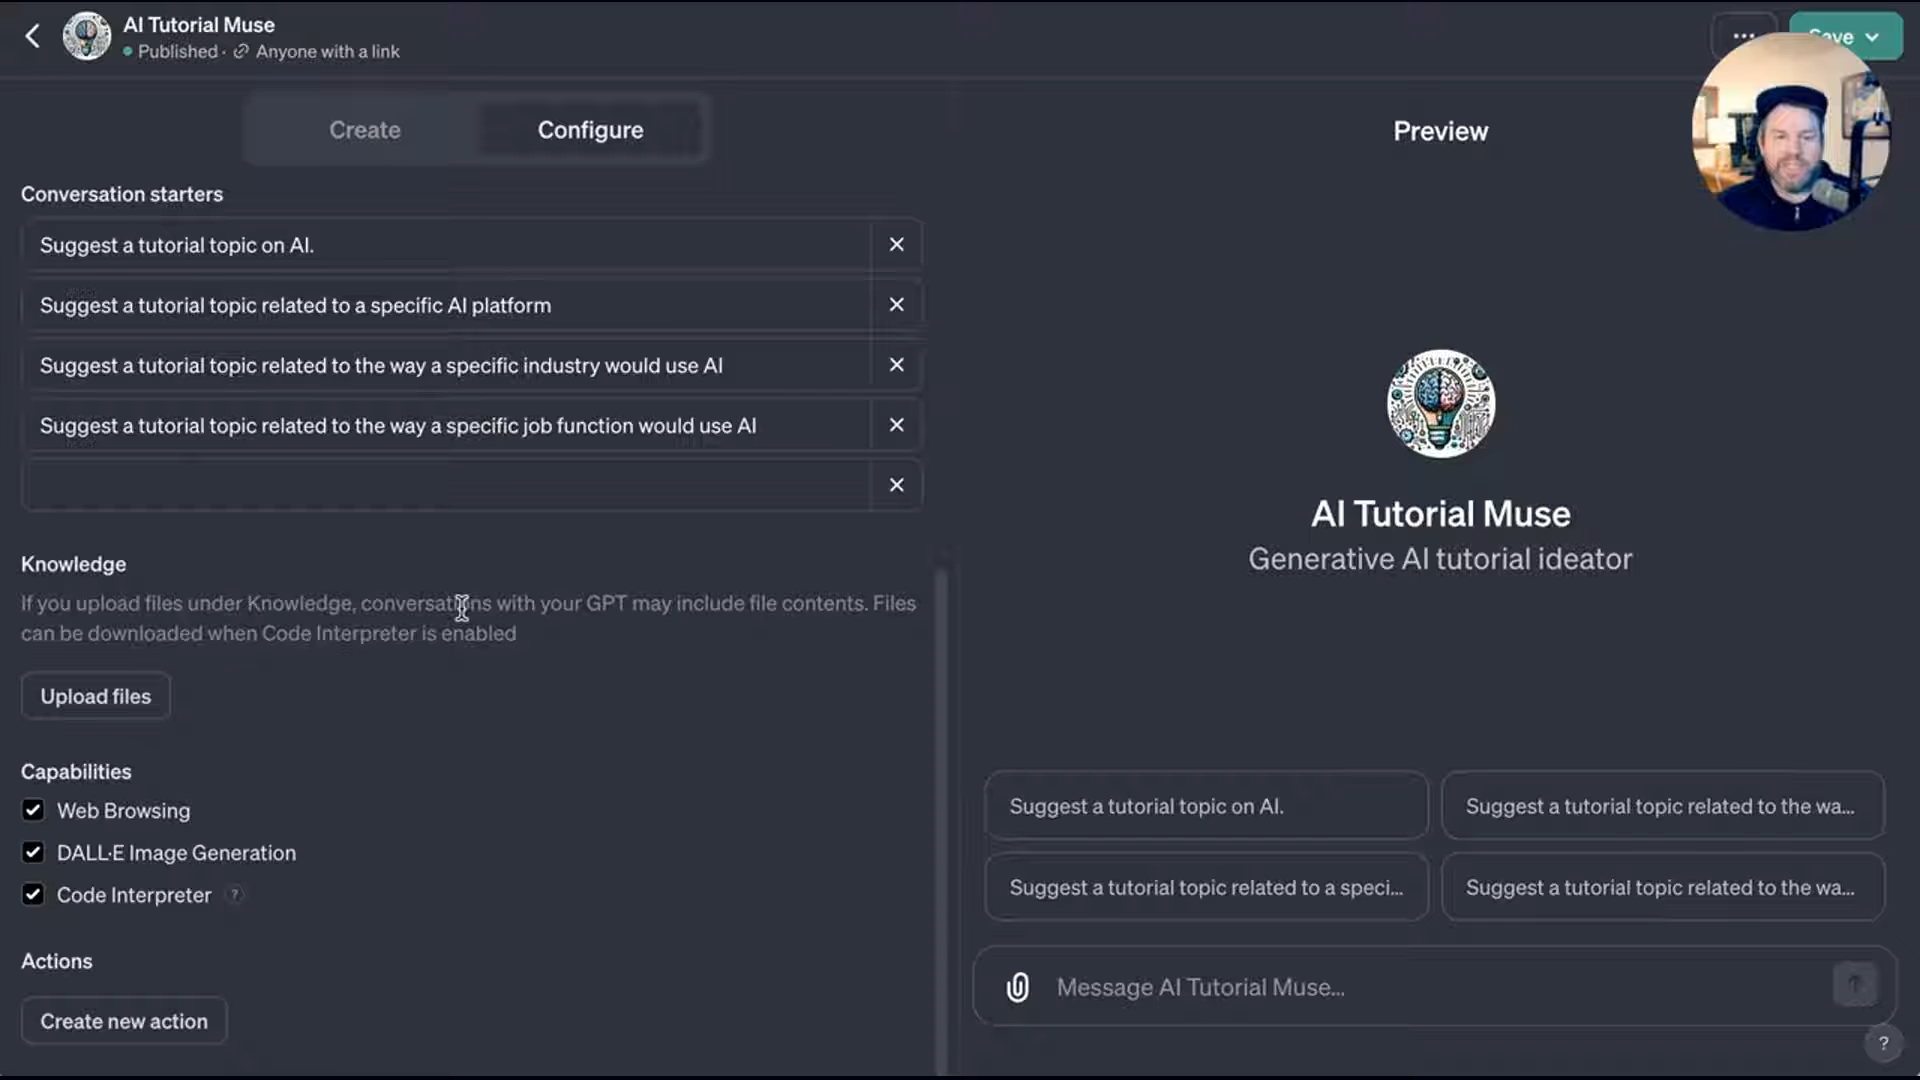 AI Tutorial Muse
Published · Anyone with a link
...
Save
Create
Configure
Preview
Conversation starters
Suggest a tutorial topic on AI.
Suggest a tutorial topic related to a specific AI platform
Suggest a tutorial topic related to the way a specific industry would use AI
Suggest a tutorial topic related to the way a specific job function would use AI
Knowledge
If you upload files under Knowledge, conversations with your GPT may include file contents. Files
can be downloaded when Code Interpreter is enabled
Upload files
Capabilities
Web Browsing
DALL·E Image Generation
Code Interpreter ?
Actions
Create new action
AI Tutorial Muse
Generative AI tutorial ideator
Suggest a tutorial topic on AI.
Suggest a tutorial topic related to the wa...
Suggest a tutorial topic related to a speci...
Suggest a tutorial topic related to the wa...
Message AI Tutorial Muse...
?